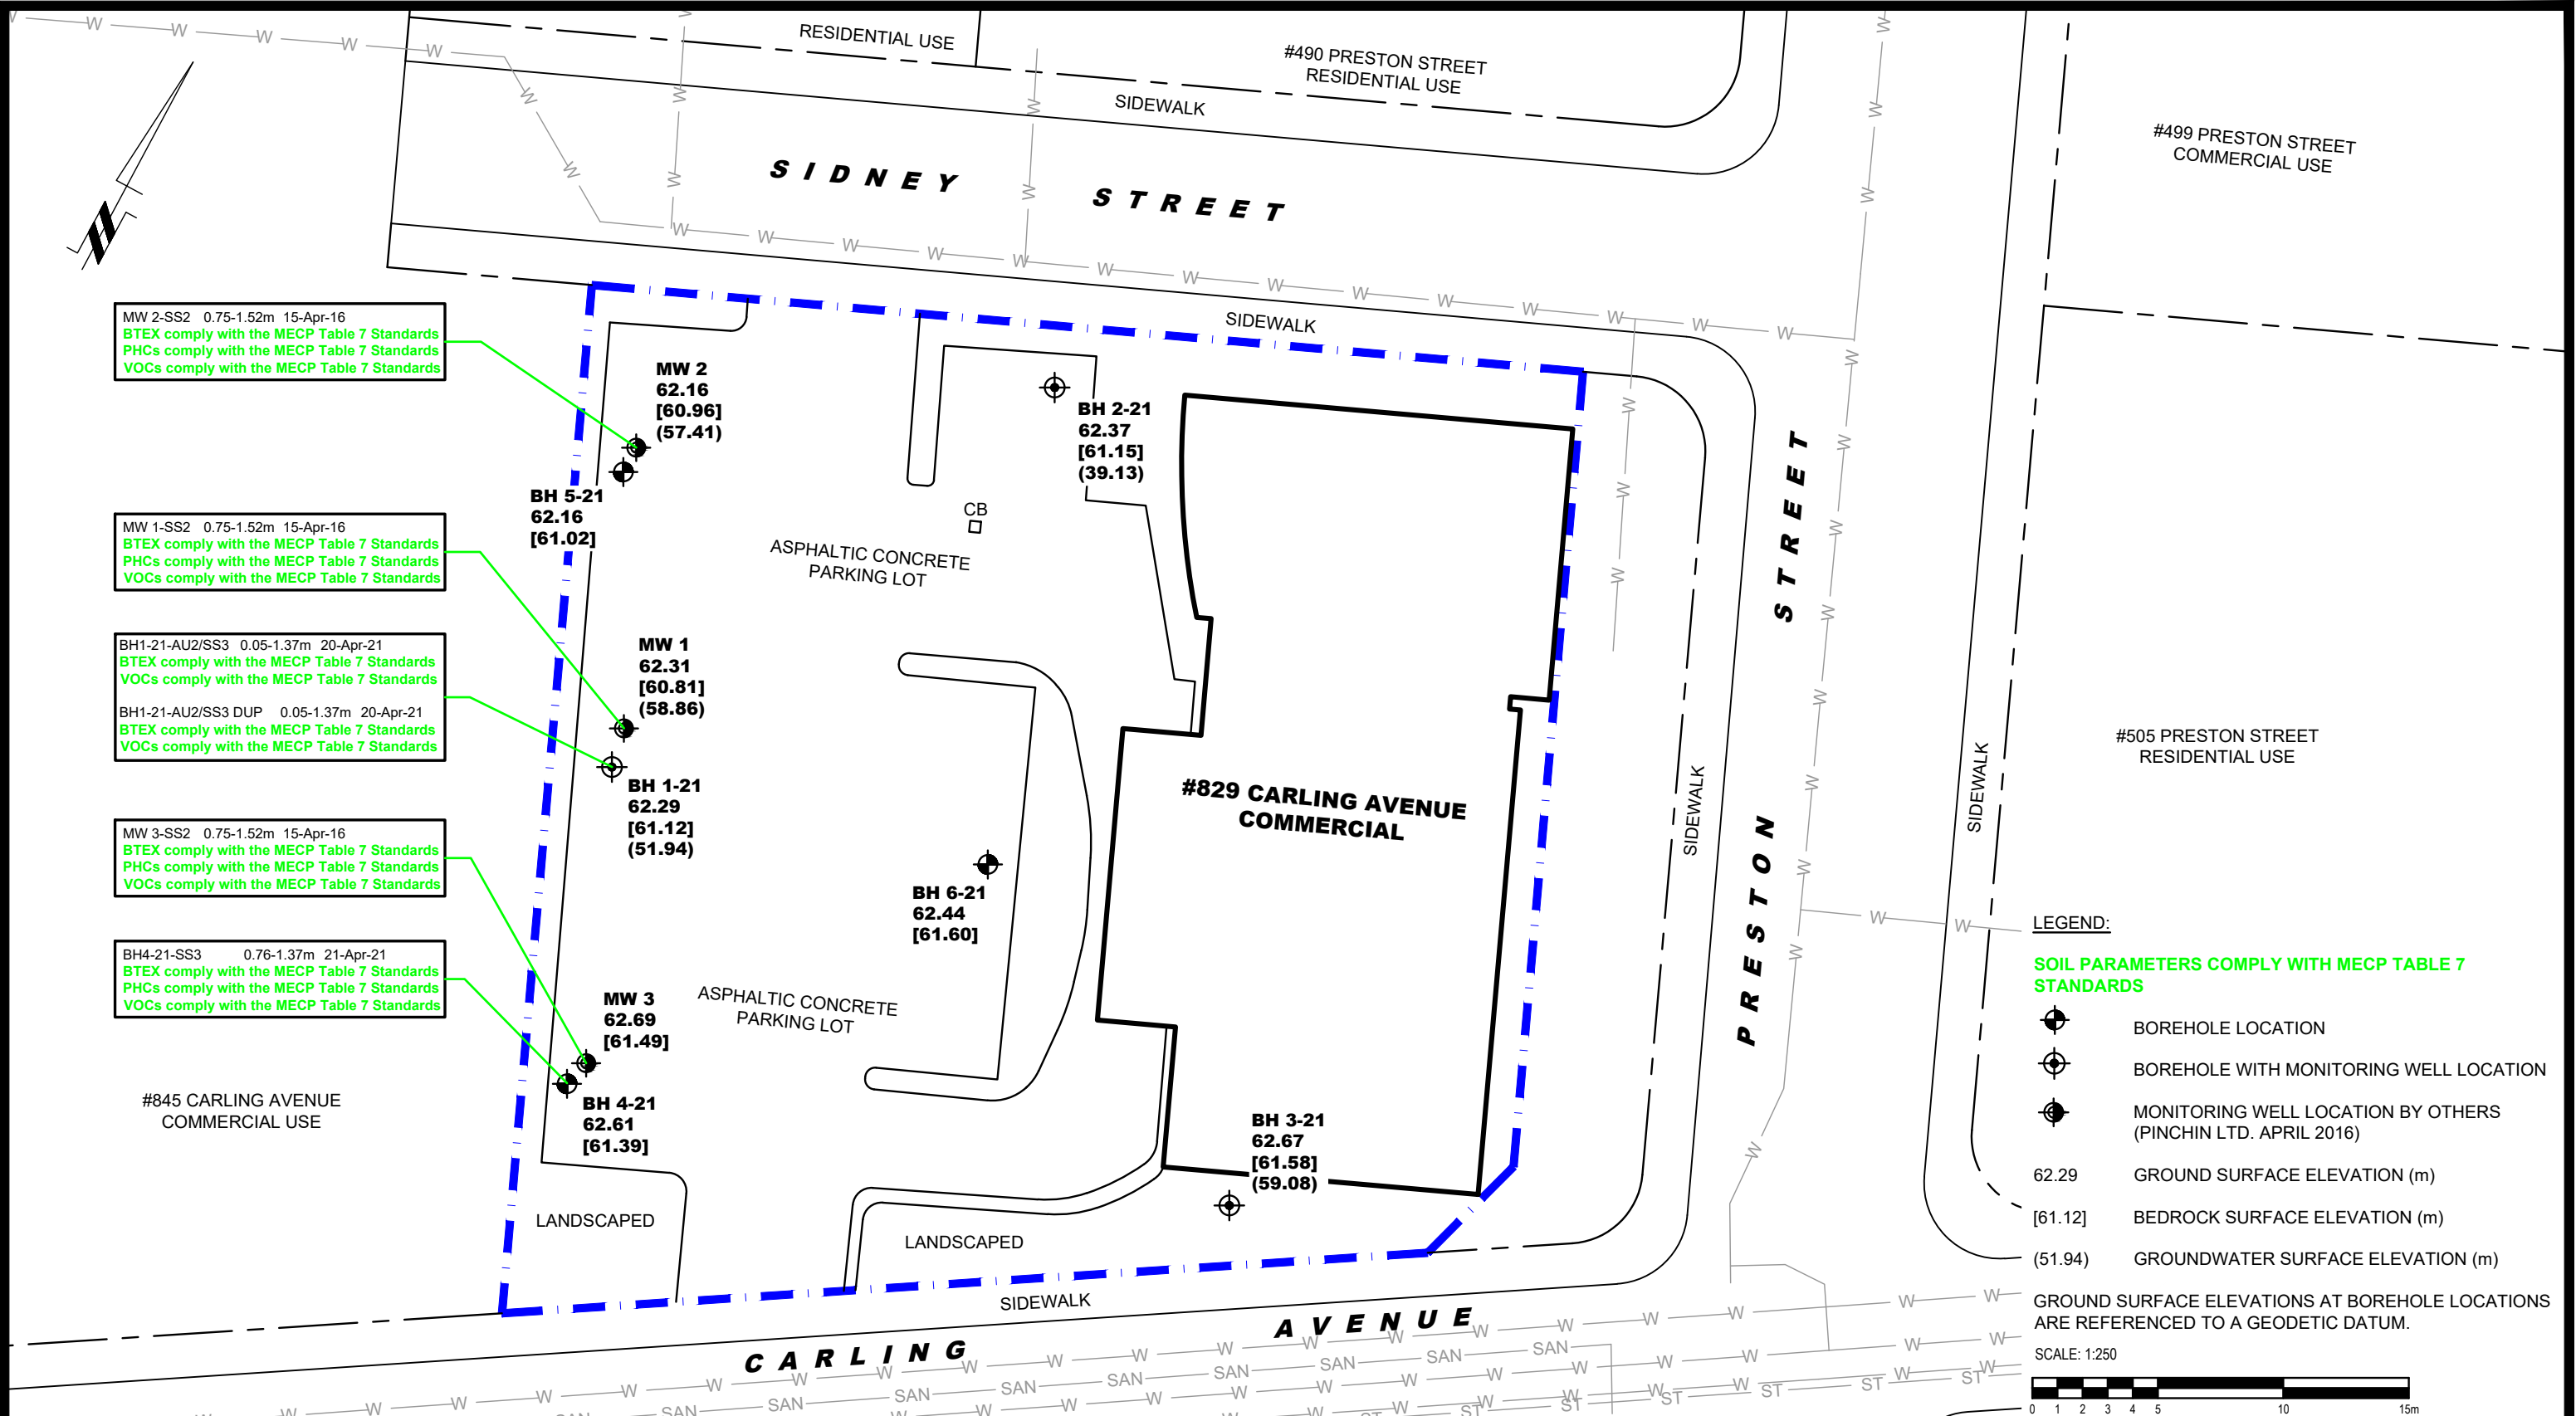 RESIDENTIAL USE
#490 PRESTON STREET
RESIDENTIAL USE
SIDEWALK
#499 PRESTON STREET
COMMERCIAL USE
SIDNEY STREET
SIDEWALK
MW 2-SS2 0.75-1.52m 15-Apr-16
BTEX comply with the MECP Table 7 Standards
PHCs comply with the MECP Table 7 Standards
VOCs comply with the MECP Table 7 Standards
MW 2
62.16
[60.96]
(57.41)
BH 2-21
62.37
[61.15]
(39.13)
BH 5-21
62.16
[61.02]
CB
ASPHALTIC CONCRETE
PARKING LOT
MW 1-SS2 0.75-1.52m 15-Apr-16
BTEX comply with the MECP Table 7 Standards
PHCs comply with the MECP Table 7 Standards
VOCs comply with the MECP Table 7 Standards
MW 1
62.31
[60.81]
(58.86)
BH1-21-AU2/SS3 0.05-1.37m 20-Apr-21
BTEX comply with the MECP Table 7 Standards
VOCs comply with the MECP Table 7 Standards
BH1-21-AU2/SS3 DUP 0.05-1.37m 20-Apr-21
BTEX comply with the MECP Table 7 Standards
VOCs comply with the MECP Table 7 Standards
BH 1-21
62.29
[61.12]
(51.94)
#829 CARLING AVENUE
COMMERCIAL
SIDEWALK
PRESTON STREET
SIDEWALK
#505 PRESTON STREET
RESIDENTIAL USE
MW 3-SS2 0.75-1.52m 15-Apr-16
BTEX comply with the MECP Table 7 Standards
PHCs comply with the MECP Table 7 Standards
VOCs comply with the MECP Table 7 Standards
BH 6-21
62.44
[61.60]
BH4-21-SS3 0.76-1.37m 21-Apr-21
BTEX comply with the MECP Table 7 Standards
PHCs comply with the MECP Table 7 Standards
VOCs comply with the MECP Table 7 Standards
MW 3
62.69
[61.49]
ASPHALTIC CONCRETE
PARKING LOT
#845 CARLING AVENUE
COMMERCIAL USE
BH 4-21
62.61
[61.39]
BH 3-21
62.67
[61.58]
(59.08)
LANDSCAPED
LANDSCAPED
SIDEWALK
CARLING AVENUE
LEGEND:
SOIL PARAMETERS COMPLY WITH MECP TABLE 7
STANDARDS
BOREHOLE LOCATION
BOREHOLE WITH MONITORING WELL LOCATION
MONITORING WELL LOCATION BY OTHERS
(PINCHIN LTD. APRIL 2016)
62.29 GROUND SURFACE ELEVATION (m)
[61.12] BEDROCK SURFACE ELEVATION (m)
(51.94) GROUNDWATER SURFACE ELEVATION (m)
GROUND SURFACE ELEVATIONS AT BOREHOLE LOCATIONS
ARE REFERENCED TO A GEODETIC DATUM.
SCALE: 1:250
0 1 2 3 4 5 10 15m